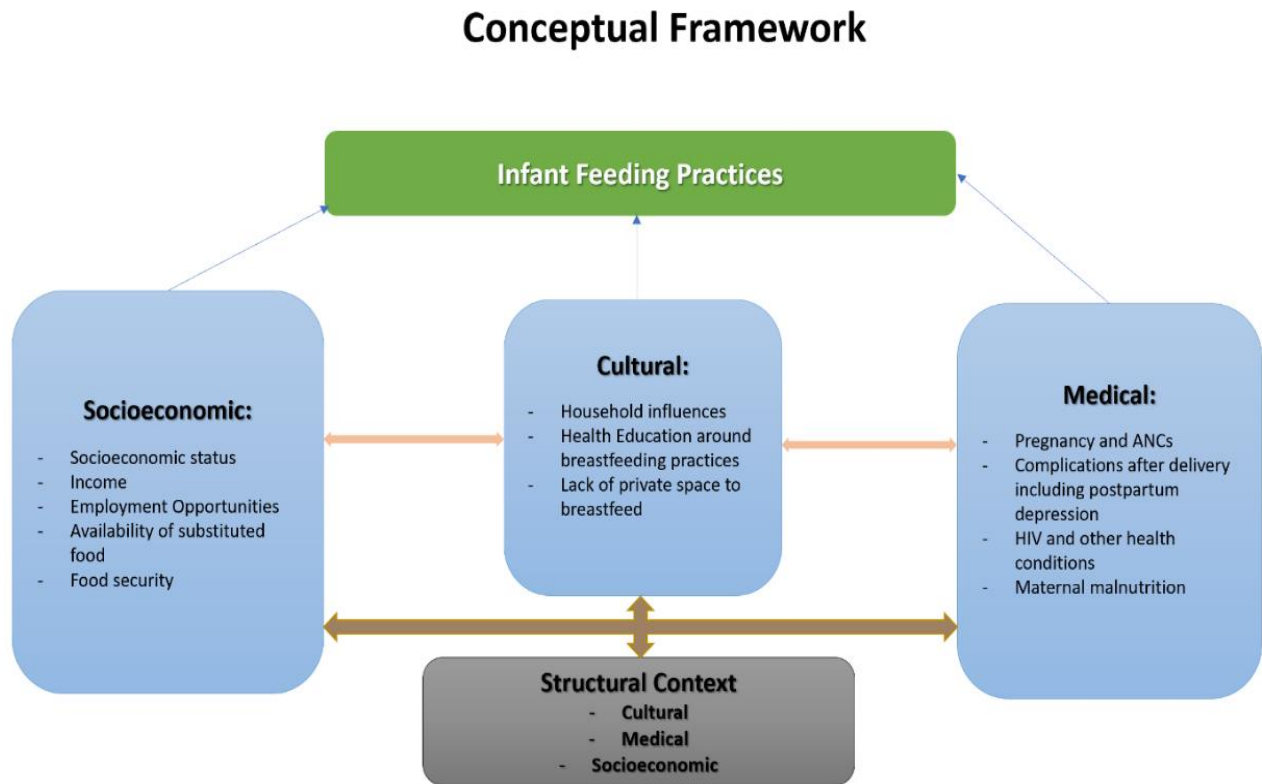 Conceptual Framework
Infant Feeding Practices
Socioeconomic:
- Socioeconomic status
- Income
- Employment Opportunities
- Availability of substituted
food
- Food security
Cultural:
- Household influences
- Health Education around
breastfeeding practices
- Lack of private space to
breastfeed
Medical:
- Pregnancy and ANCs
- Complications after delivery
including postpartum
depression
- HIV and other health
conditions
- Maternal malnutrition
Structural Context
- Cultural
- Medical
- Socioeconomic